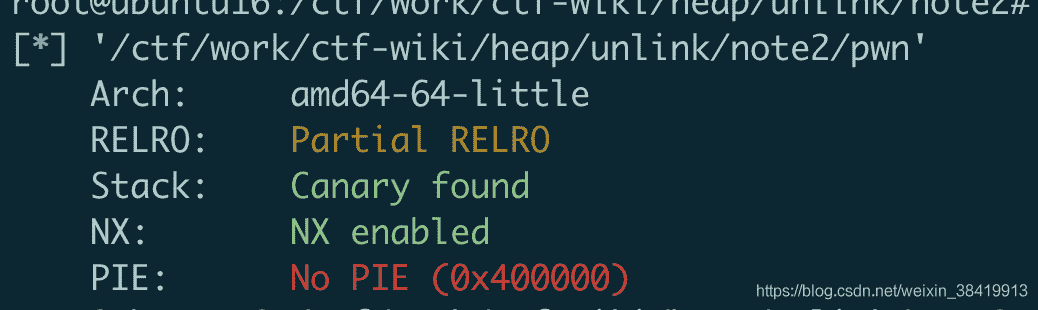 root@ubuntu16:/ctf/work/ctf-wiki/heap/unlink/note2#
[*] '/ctf/work/ctf-wiki/heap/unlink/note2/pwn'
Arch: amd64-64-little
RELRO: Partial RELRO
Stack: Canary found
NX: NX enabled
PIE: No PIE (0x400000)
https://blog.csdn.net/weixin_38419913